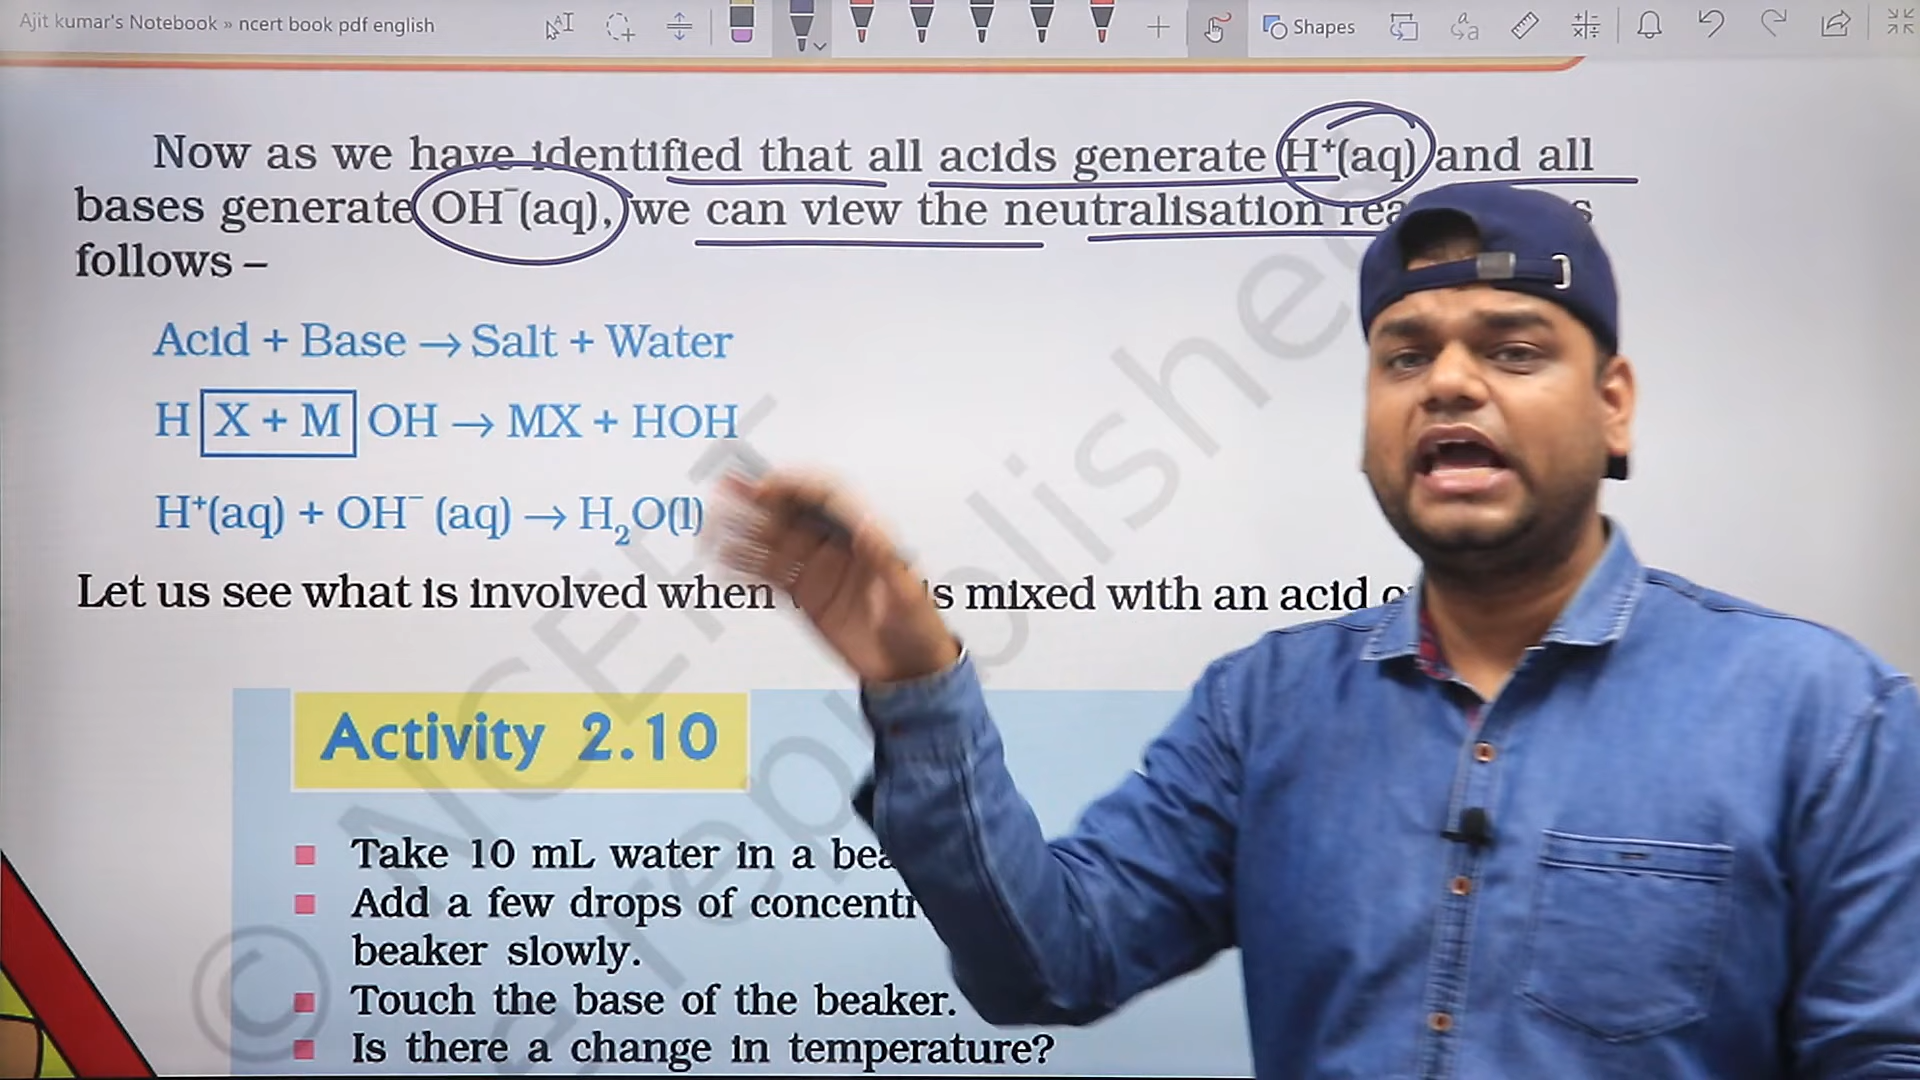 Ajit kumar's Notebook » ncert book pdf english
Shapes
Now as we have identified that all acids generate H⁺(aq) and all
bases generate OH⁻(aq), we can view the neutralisation
follows –
Acid + Base → Salt + Water
H X + M OH → MX + HOH
H⁺(aq) + OH⁻ (aq) → H₂O(l)
Let us see what is involved when mixed with an acid
Activity 2.10
Take 10 mL water in a
Add a few drops of
beaker slowly.
Touch the base of the beaker.
Is there a change in temperature?
© NCERT